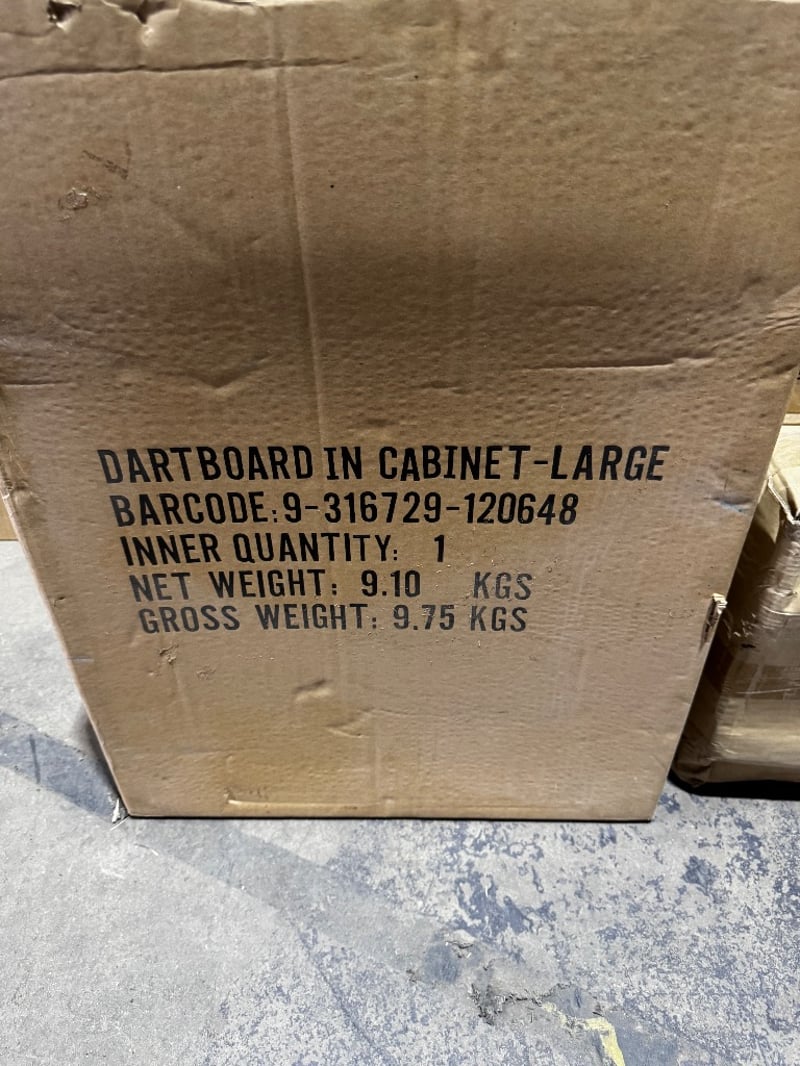 DARTBOARD IN CABINET-LARGE
BARCODE:9-316729-120648
INNER QUANTITY: 1
NET WEIGHT: 9.10 KGS
GROSS WEIGHT: 9.75 KGS